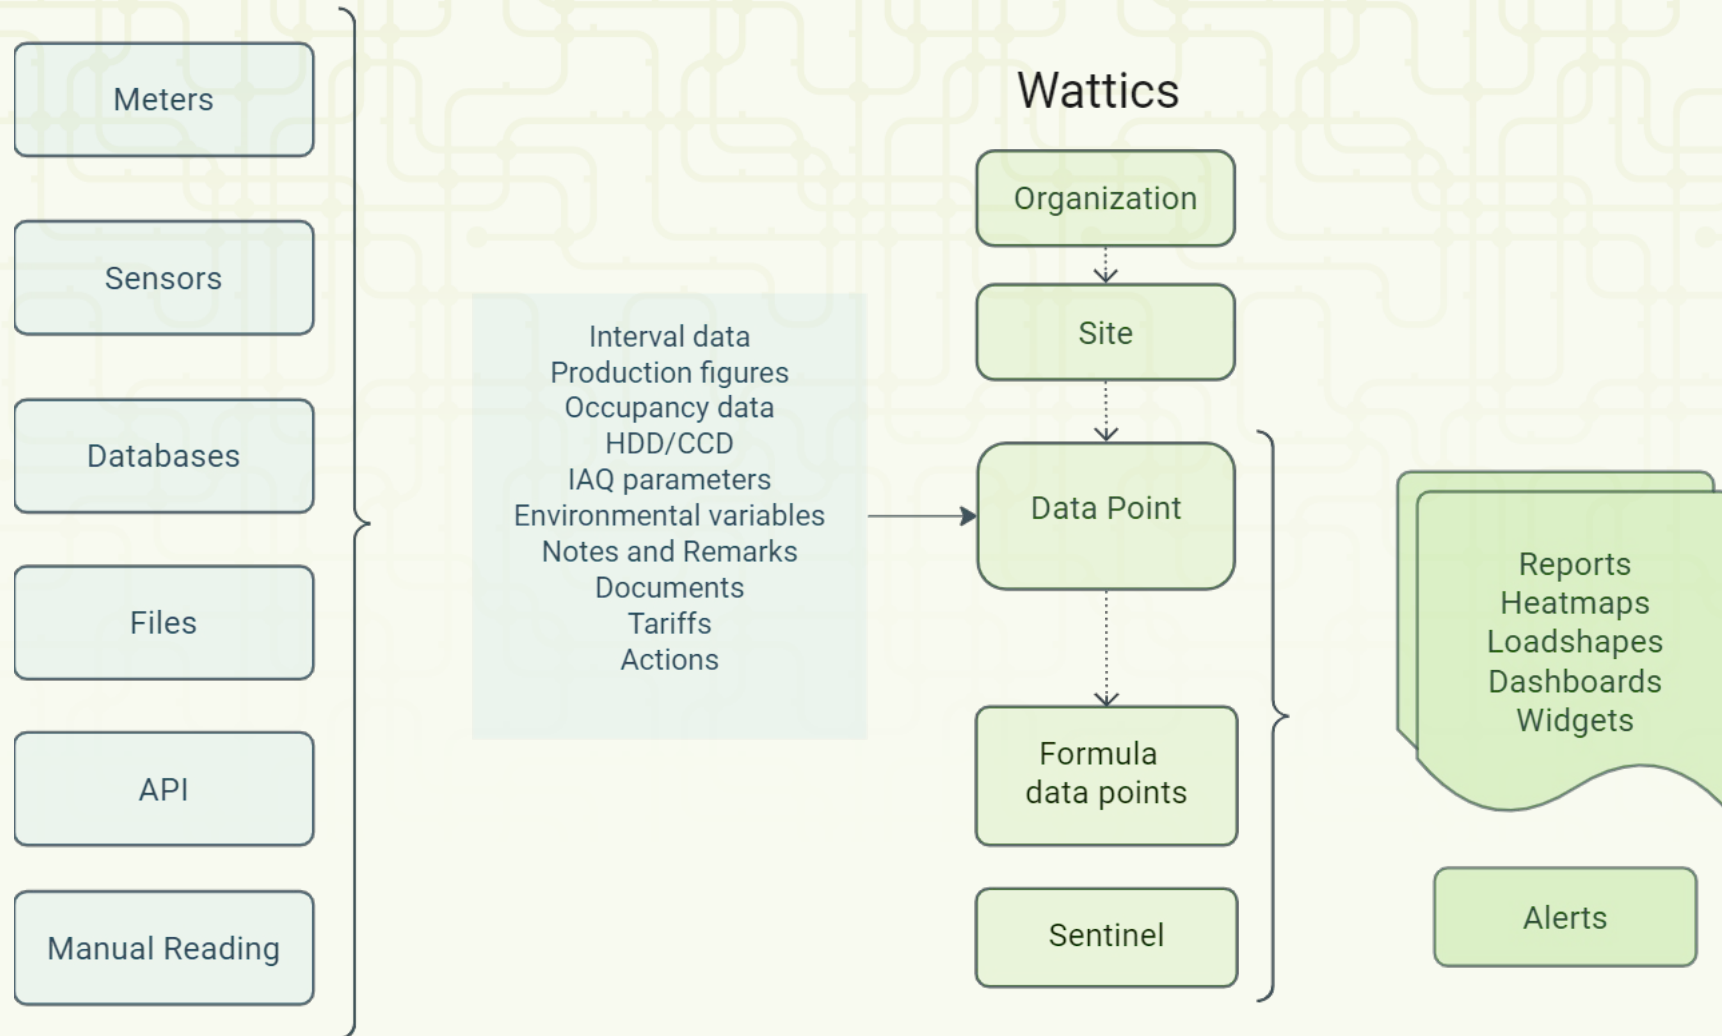 Meters
Sensors
Databases
Files
API
Manual Reading
Interval data
Production figures
Occupancy data
HDD/CCD
IAQ parameters
Environmental variables
Notes and Remarks
Documents
Tariffs
Actions
Wattics
Organization
Site
Data Point
Formula
data points
Sentinel
Reports
Heatmaps
Loadshapes
Dashboards
Widgets
Alerts